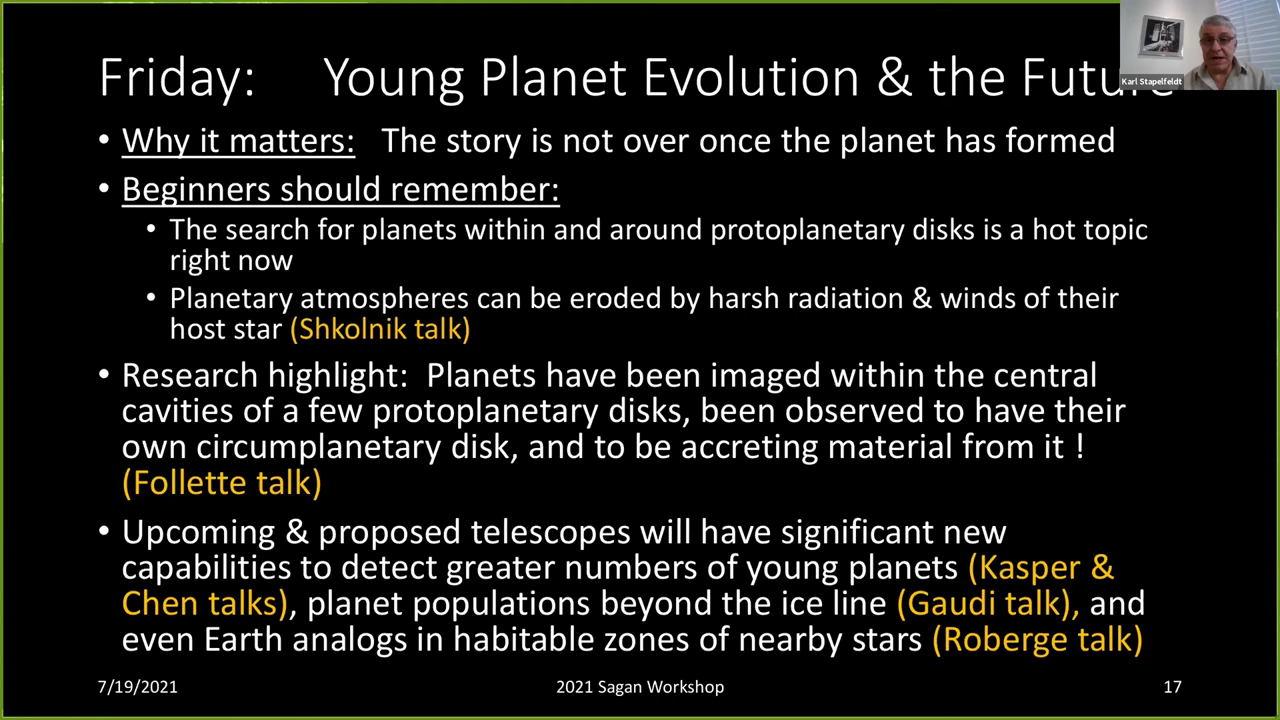 Friday: Young Planet Evolution & the Future
Karl Stapelfeldt
• Why it matters: The story is not over once the planet has formed
• Beginners should remember:
• The search for planets within and around protoplanetary disks is a hot topic
right now
• Planetary atmospheres can be eroded by harsh radiation & winds of their
host star (Shkolnik talk)
• Research highlight: Planets have been imaged within the central
cavities of a few protoplanetary disks, been observed to have their
own circumplanetary disk, and to be accreting material from it !
(Follette talk)
• Upcoming & proposed telescopes will have significant new
capabilities to detect greater numbers of young planets (Kasper &
Chen talks), planet populations beyond the ice line (Gaudi talk), and
even Earth analogs in habitable zones of nearby stars (Roberge talk)
7/19/2021
2021 Sagan Workshop
17